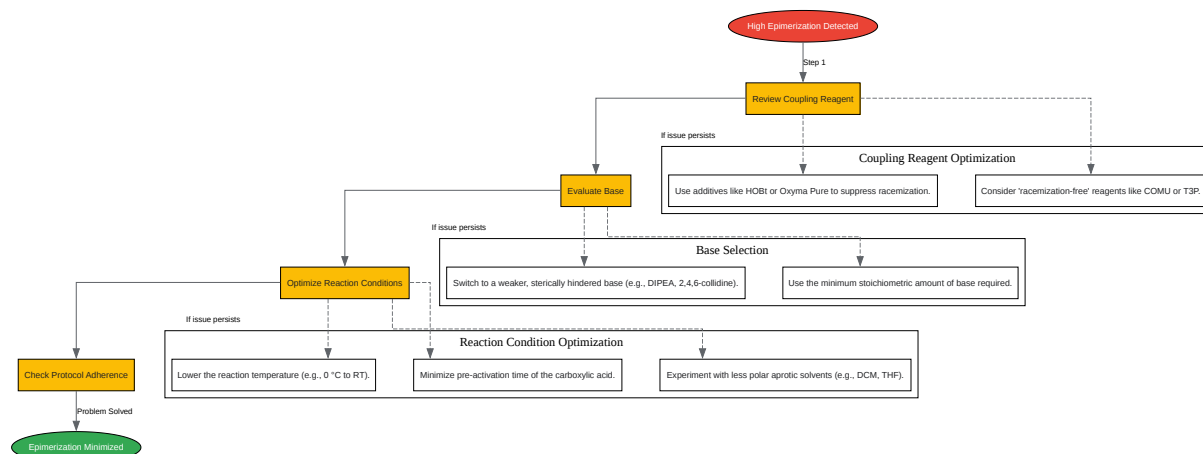 High Epimerization Detected
Step 1
Review Coupling Reagent
If issue persists
Coupling Reagent Optimization
Use additives like HOBt or Oxyma Pure to suppress racemization.
Consider 'racemization-free' reagents like COMU or T3P.
Evaluate Base
If issue persists
Base Selection
Switch to a weaker, sterically hindered base (e.g., DIPEA, 2,4,6-collidine).
Use the minimum stoichiometric amount of base required.
Optimize Reaction Conditions
If issue persists
Reaction Condition Optimization
Lower the reaction temperature (e.g., 0 °C to RT).
Minimize pre-activation time of the carboxylic acid.
Experiment with less polar aprotic solvents (e.g., DCM, THF).
Check Protocol Adherence
Problem Solved
Epimerization Minimized